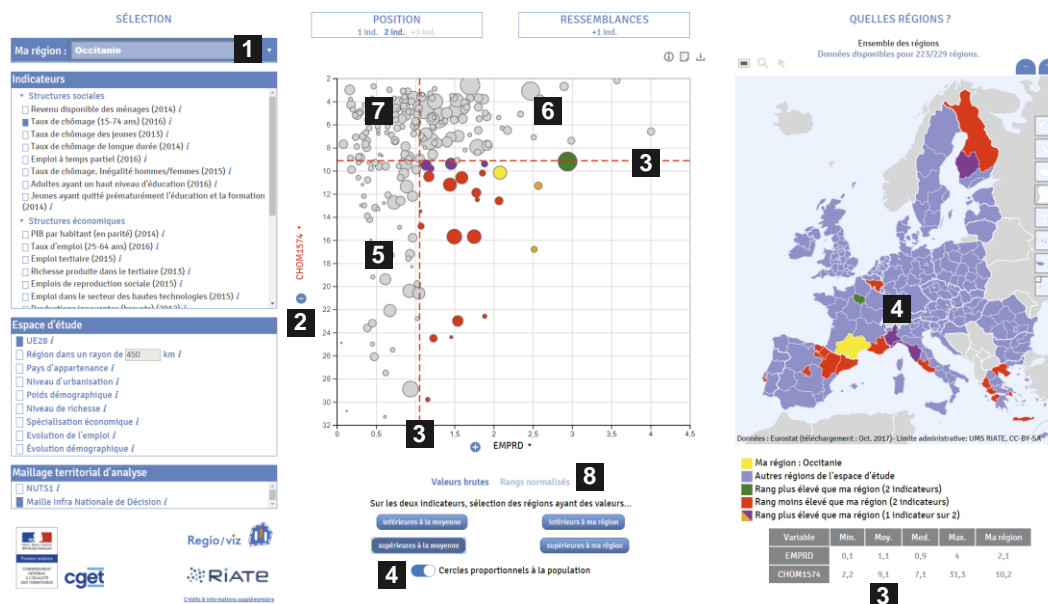 SÉLECTION
Ma région : Occitanie
1
Indicateurs
Structures sociales
Revenu disponible des ménages (2014) i
Taux de chômage (15-74 ans) (2016) i
Taux de chômage des jeunes (2013) i
Taux de chômage de longue durée (2014) i
Emploi à temps partiel (2016) i
Taux de chômage. Inégalité hommes/femmes (2015) i
Adultes ayant un haut niveau d'éducation (2016) i
Jeunes ayant quitté prématurément l'éducation et la formation
(2014) i
Structures économiques
PIB par habitant (en parité) (2014) i
Taux d'emploi (25-64 ans) (2016) i
Emploi tertiaire (2015) i
Richesse produite dans le tertiaire (2013) i
Emplois de reproduction sociale (2015) i
Emploi dans le secteur des hautes technologies (2015) i
Espace d'étude
UE28 i
Région dans un rayon de 450 km i
Pays d'appartenance i
Niveau d'urbanisation i
Poids démographique i
Niveau de richesse i
Spécialisation économique i
Evolution de l'emploi i
Évolution démographique i
Maillage territorial d'analyse
NUTS1 i
Maille Infra Nationale de Décision i
Premier ministre
COMMISSARIAT
GÉNÉRAL
À L'ÉGALITÉ
DES TERRITOIRES
cget
Regio/viz
RIATE
Crédits & informations supplémentaire
POSITION
1 ind. 2 ind. +3 ind.
RESSEMBLANCES
+1 ind.
2
4
6
8
10
12
14
16
18
20
22
24
26
28
30
32
0
0,5
1,5
2
2,5
3
3,5
4
4,5
CHOM1574
EMPRD
7
6
3
5
2
3
Valeurs brutes Rangs normalisés
8
Sur les deux indicateurs, sélection des régions ayant des valeurs...
inférieures à la moyenne
inférieurs à ma région
supérieures à la moyenne
supérieures à ma région
4
Cercles proportionnels à la population
QUELLES RÉGIONS ?
Ensemble des régions
Données disponibles pour 223/229 régions.
4
Données : Eurostat (téléchargement : Oct. 2017)- Limite administrative: UMS RIATE, CC-BY-SA
Ma région : Occitanie
Autres régions de l'espace d'étude
Rang plus élevé que ma région (2 indicateurs)
Rang moins élevé que ma région (2 indicateurs)
Rang plus élevé que ma région (1 indicateur sur 2)
Variable Min. Moy. Med. Max. Ma région
EMPRD 0,1 1,1 0,9 4 2,1
CHOM1574 2,2 9,1 7,1 31,3 10,2
3